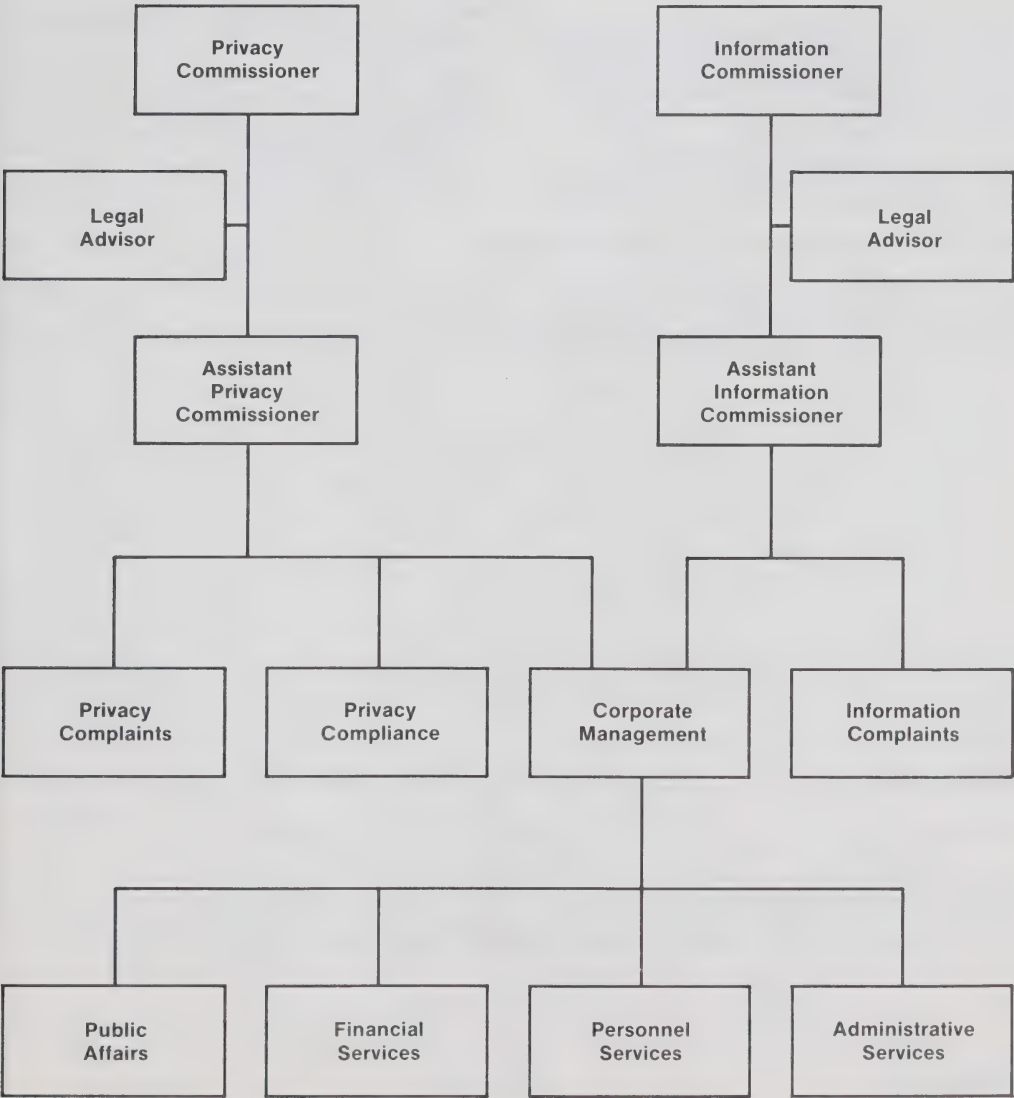 Privacy
Commissioner
Information
Commissioner
Legal
Advisor
Legal
Advisor
Assistant
Privacy
Commissioner
Assistant
Information
Commissioner
Privacy
Complaints
Privacy
Compliance
Corporate
Management
Information
Complaints
Public
Affairs
Financial
Services
Personnel
Services
Administrative
Services